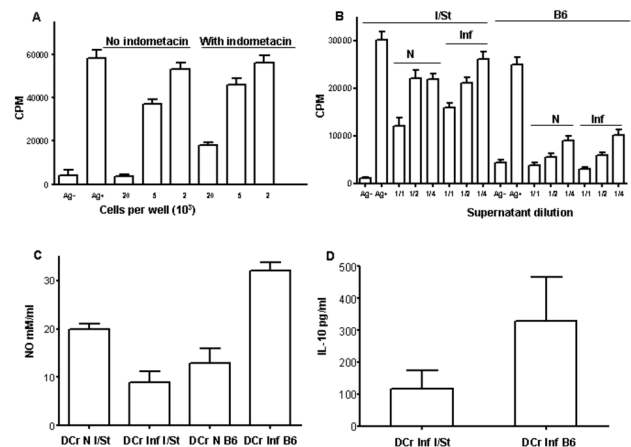 A
No indometacin With indometacin
60000
40000
20000
0
CPM
Ag- Ag+ 20 5 2 20 5 2
Cells per well (10³)
B
I/St B6
N Inf
N Inf
30000
20000
10000
0
CPM
Ag- Ag+ 1/1 1/2 1/4 1/1 1/2 1/4 Ag- Ag+ 1/1 1/2 1/4 1/1 1/2 1/4
Supernatant dilution
C
30
20
10
0
NO mM/ml
DCr N I/St DCr Inf I/St DCr N B6 DCr Inf B6
D
500
400
300
200
100
0
IL-10 pg/ml
DCr Inf I/St DCr Inf B6